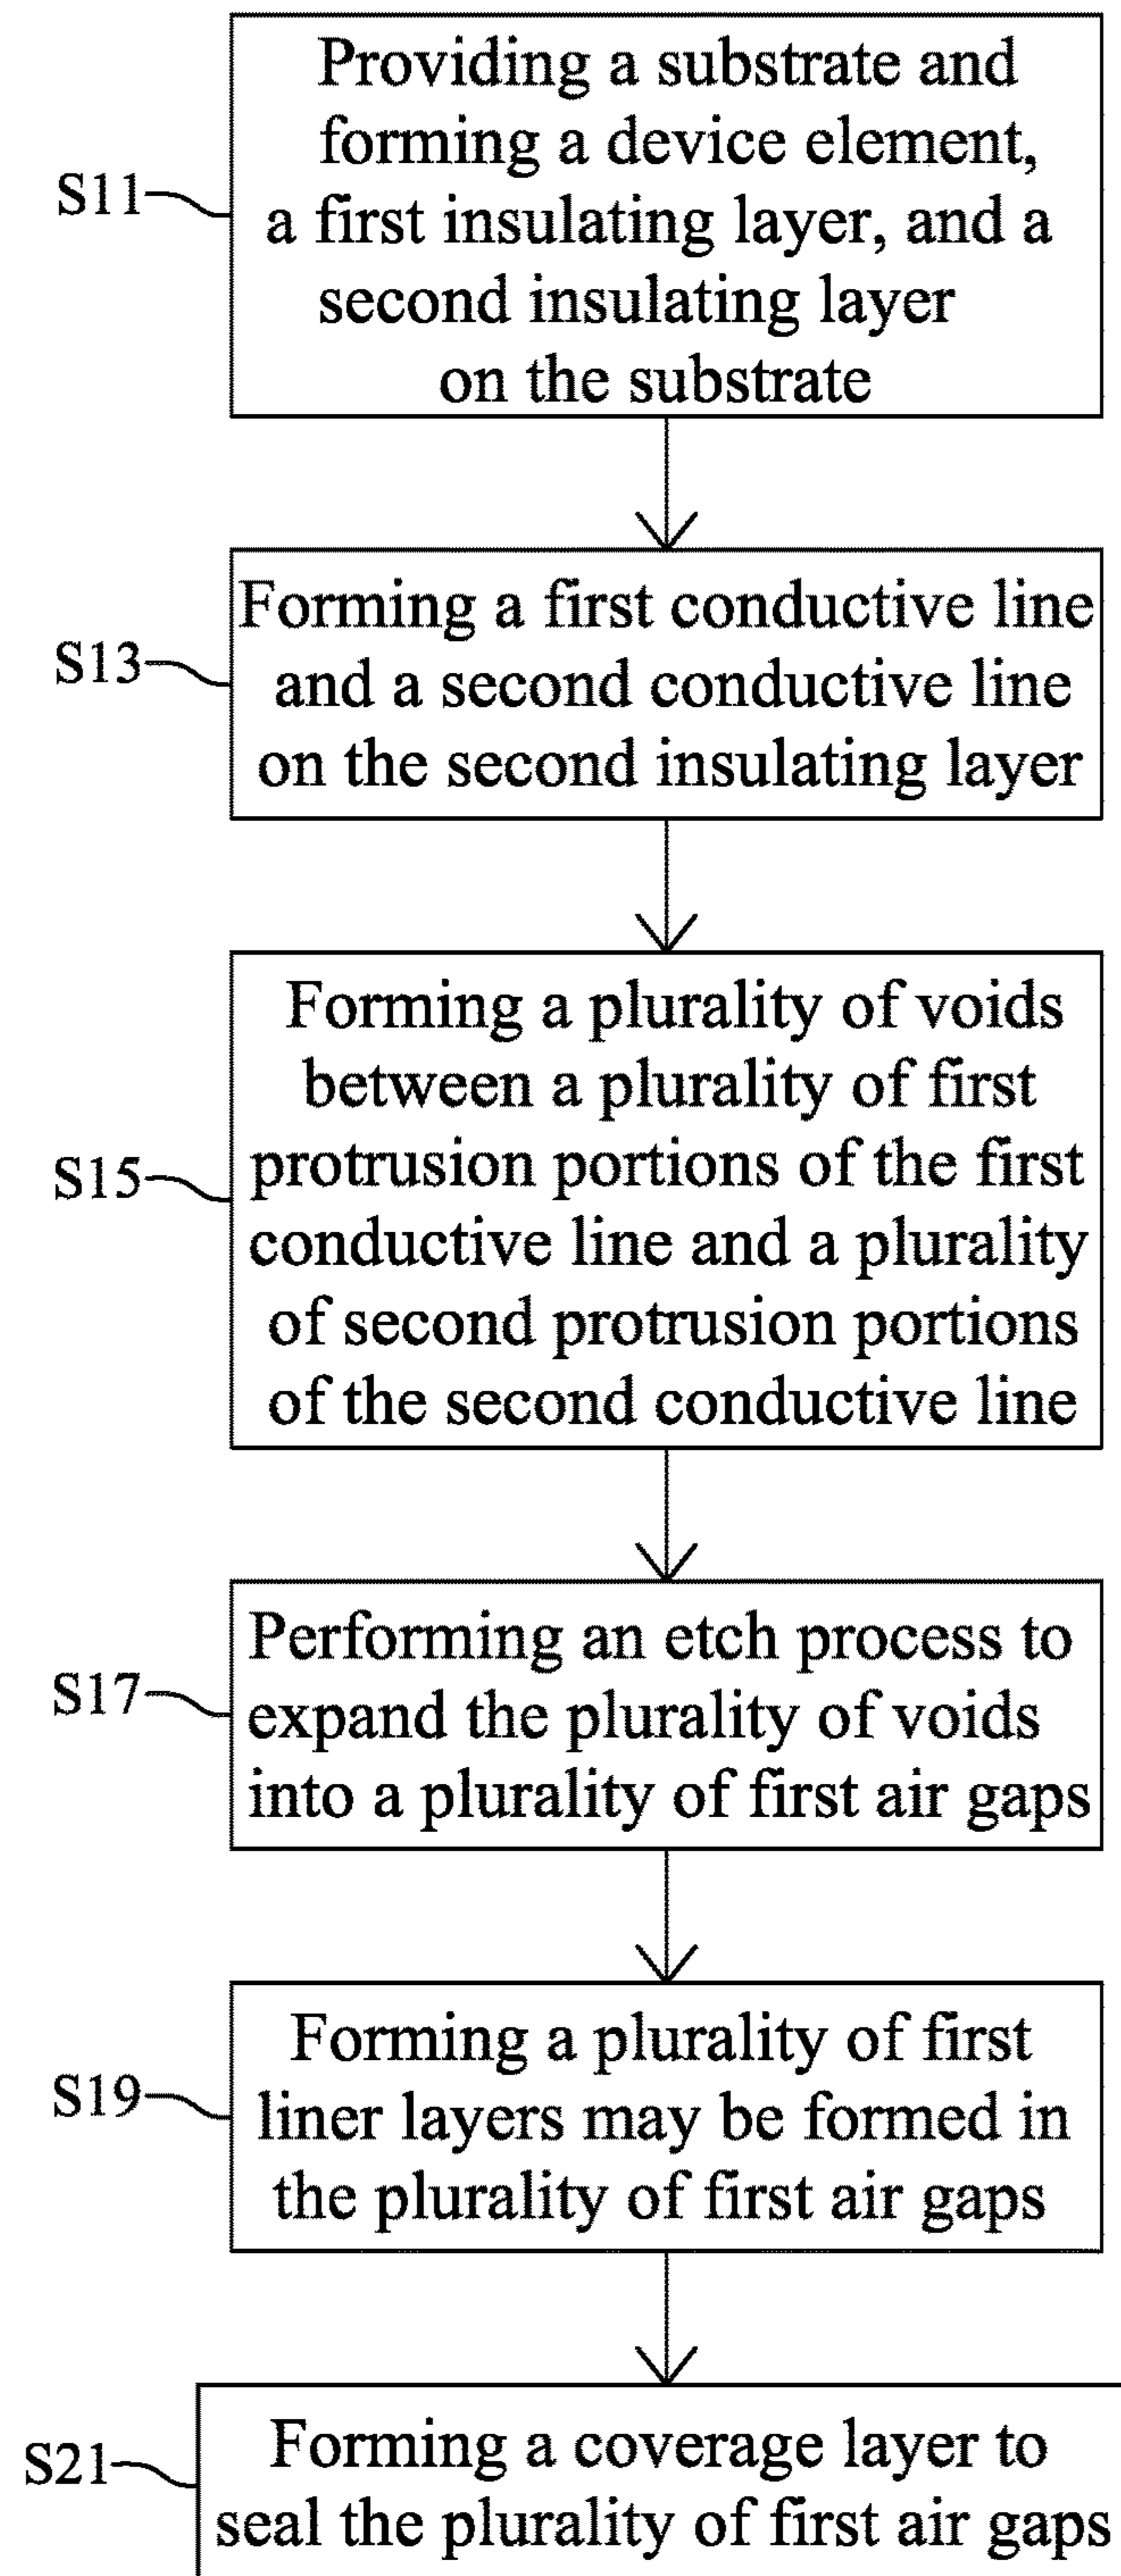 Providing a substrate and
forming a device element,
S11
a first insulating layer, and a
second insulating layer
on the substrate
Forming a first conductive line
S13
and a second conductive line
on the second insulating layer
Forming a plurality of voids
between a plurality of first
S15
protrusion portions of the first
conductive line and a plurality
of second protrusion portions
of the second conductive line
Performing an etch process to
S17
expand the plurality of voids
into a plurality of first air gaps
Forming a plurality of first
S19
liner layers may be formed in
the plurality of first air gaps
Forming a coverage layer to
S21
seal the plurality of first air gaps